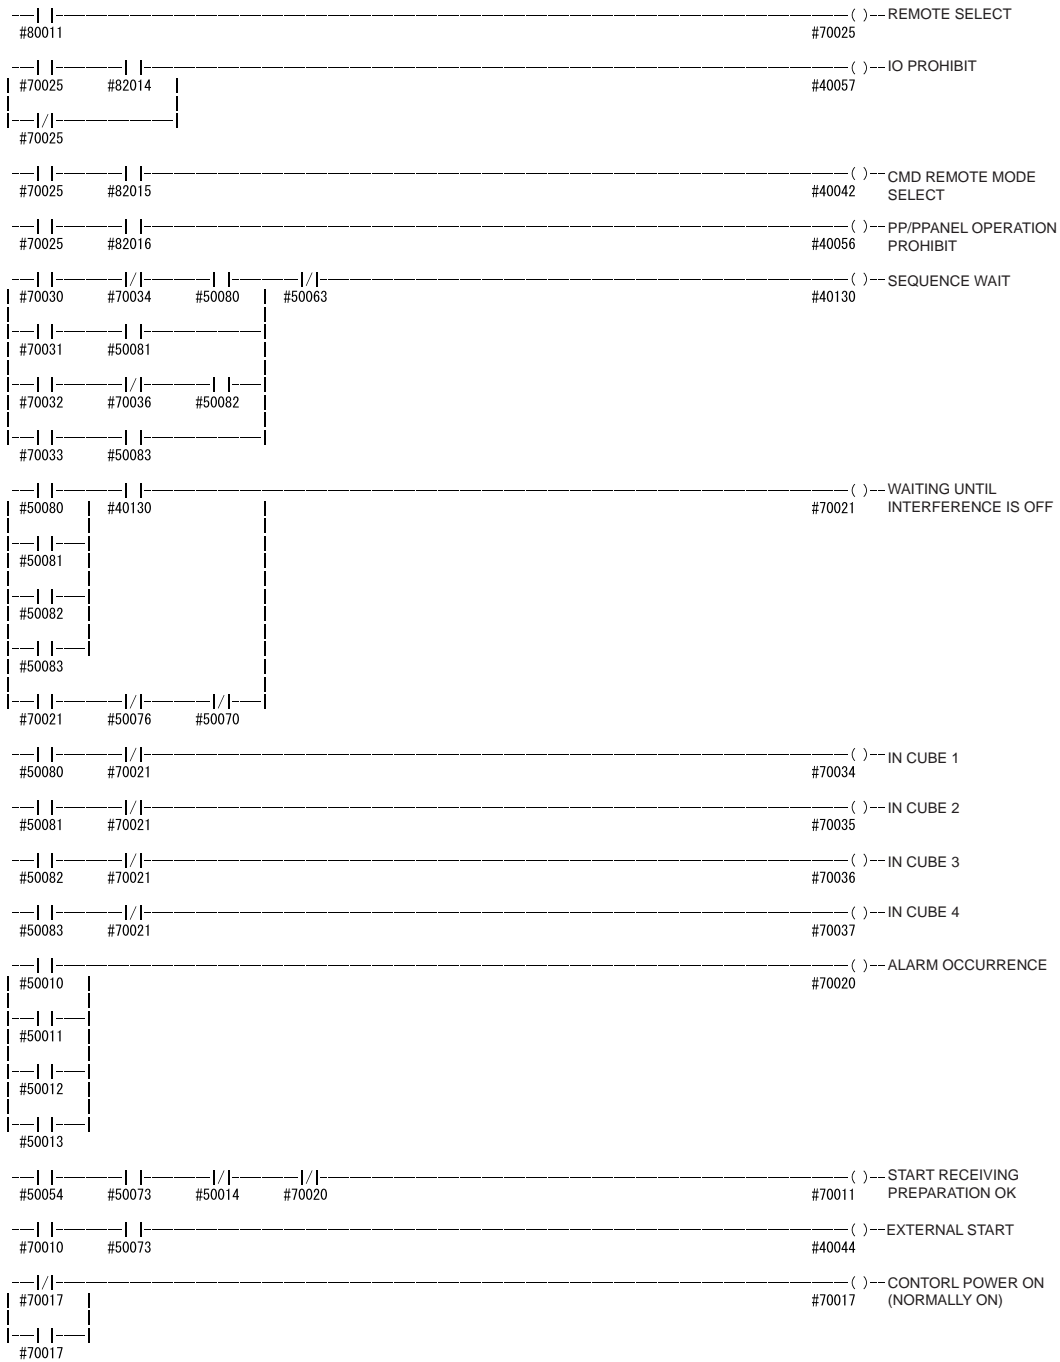 REMOTE SELECT
#80011 #70025
IO PROHIBIT
#70025 #82014 #40057
#70025
CMD REMOTE MODE
#70025 #82015 #40042 SELECT
PP/PPANEL OPERATION
#70025 #82016 #40056 PROHIBIT
SEQUENCE WAIT
#70030 #70034 #50080 #50063 #40130
#70031 #50081
#70032 #70036 #50082
#70033 #50083
WAITING UNTIL
#50080 #40130 #70021 INTERFERENCE IS OFF
#50081
#50082
#50083
#70021 #50076 #50070
IN CUBE 1
#50080 #70021 #70034
IN CUBE 2
#50081 #70021 #70035
IN CUBE 3
#50082 #70021 #70036
IN CUBE 4
#50083 #70021 #70037
ALARM OCCURRENCE
#50010 #70020
#50011
#50012
#50013
START RECEIVING
#50054 #50073 #50014 #70020 #70011 PREPARATION OK
EXTERNAL START
#70010 #50073 #40044
CONTORL POWER ON
#70017 #70017 (NORMALLY ON)
#70017